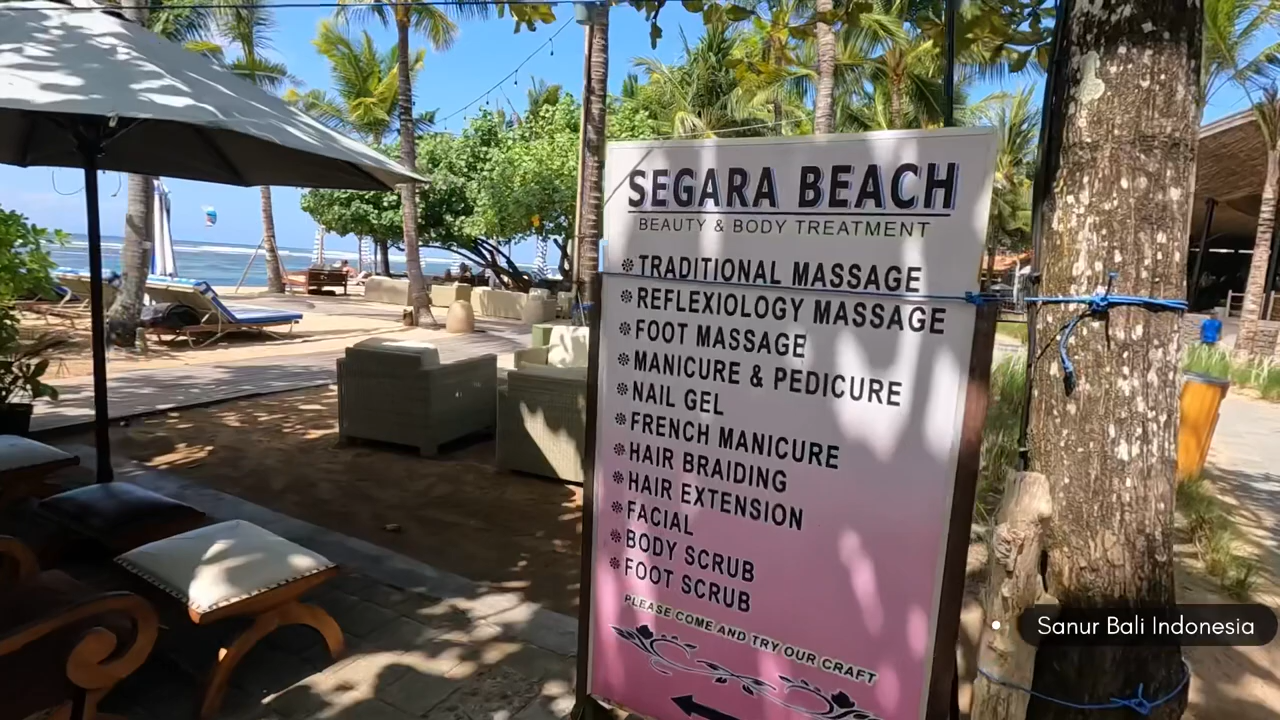 SEGARA BEACH
BEAUTY & BODY TREATMENT
TRADITIONAL MASSAGE
REFLEXIOLOGY MASSAGE
FOOT MASSAGE
MANICURE & PEDICURE
NAIL GEL
FRENCH MANICURE
HAIR BRAIDING
HAIR EXTENSION
FACIAL
BODY SCRUB
FOOT SCRUB
PLEASE COME AND TRY OUR CRAFT
Sanur Bali Indonesia